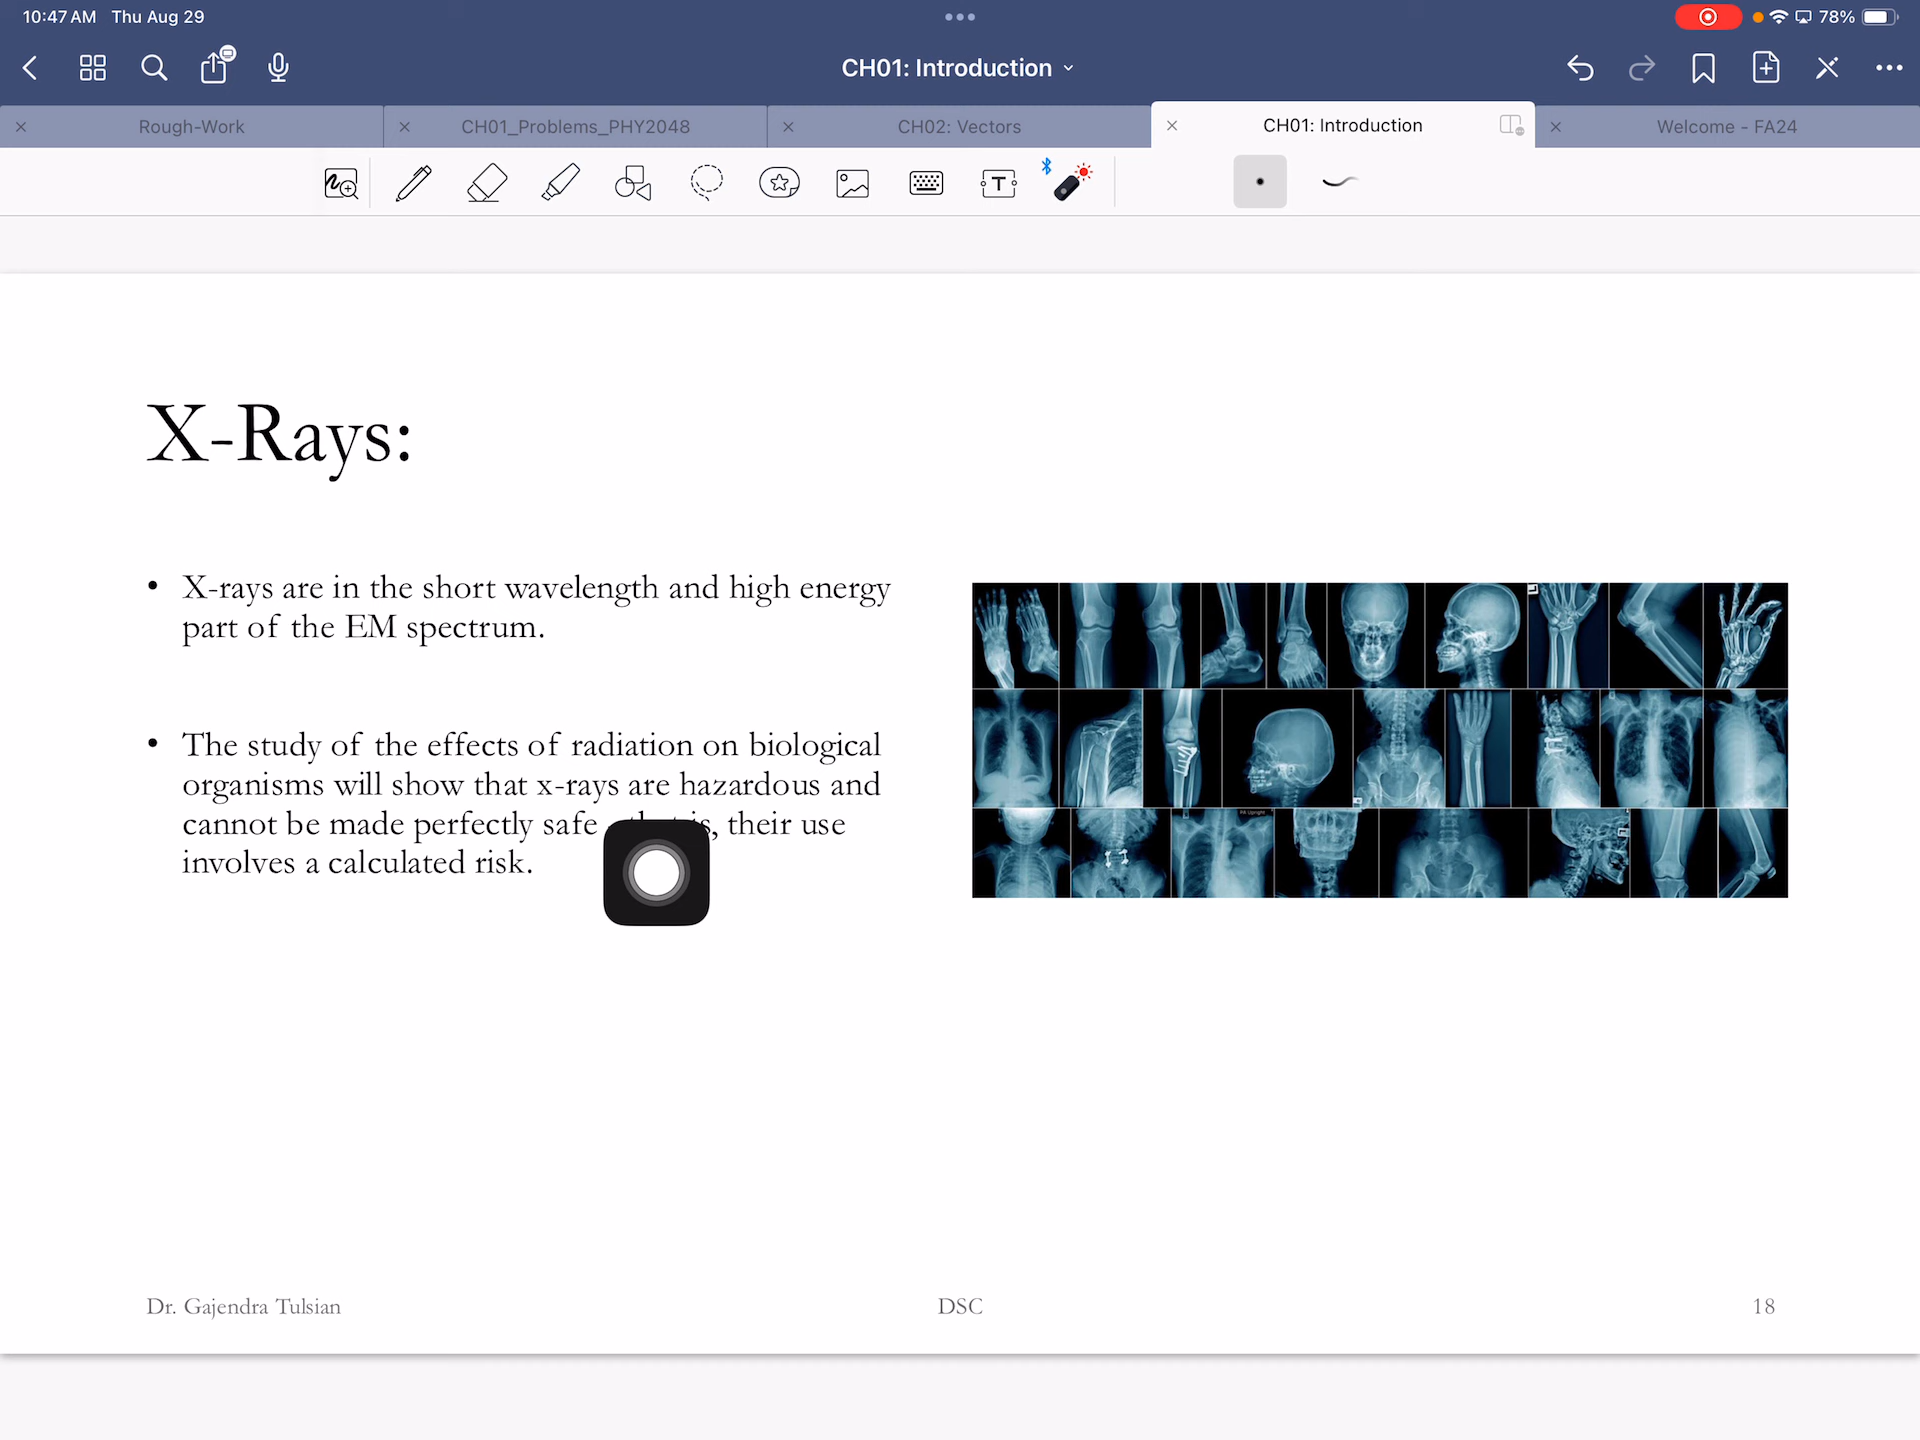 10:47 AM Thu Aug 29
78%
CH01: Introduction
Rough-Work
CH01_Problems_PHY2048
CH02: Vectors
CH01: Introduction
Welcome - FA24
X-Rays:
• X-rays are in the short wavelength and high energy
part of the EM spectrum.
• The study of the effects of radiation on biological
organisms will show that x-rays are hazardous and
cannot be made perfectly safe, their use
involves a calculated risk.
Dr. Gajendra Tulsian
DSC
18